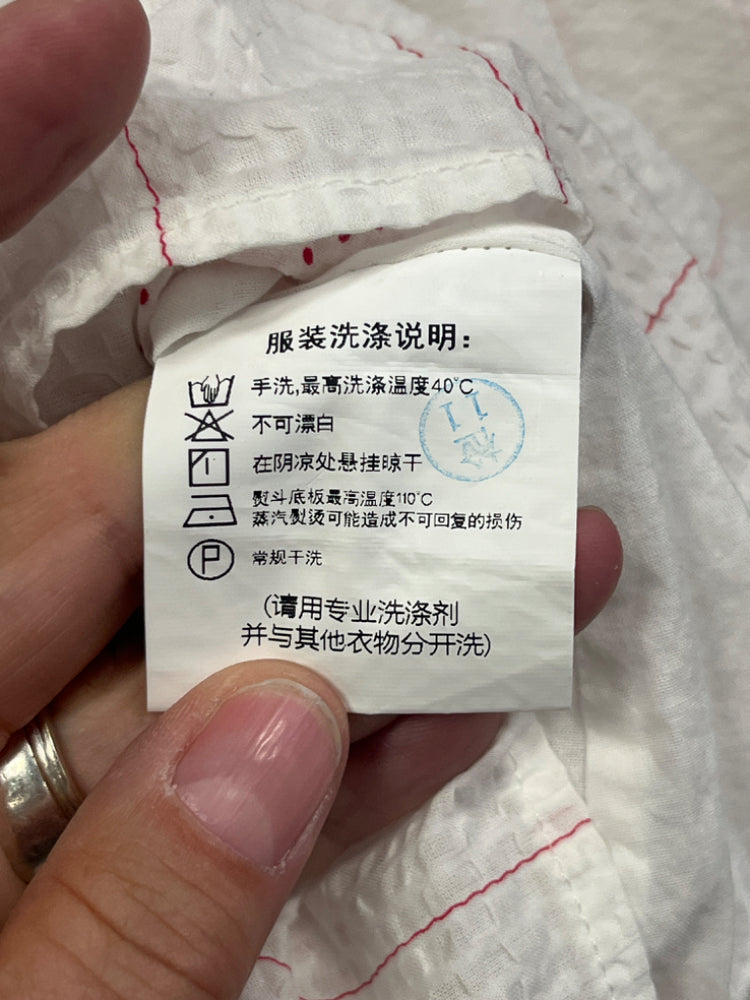 服装洗涤说明：
手洗,最高洗涤温度40℃
不可漂白
在阴凉处悬挂晾干
熨斗底板最高温度110℃
蒸汽熨烫可能造成不可回复的损伤
P
常规干洗
(请用专业洗涤剂
并与其他衣物分开洗)
检
11